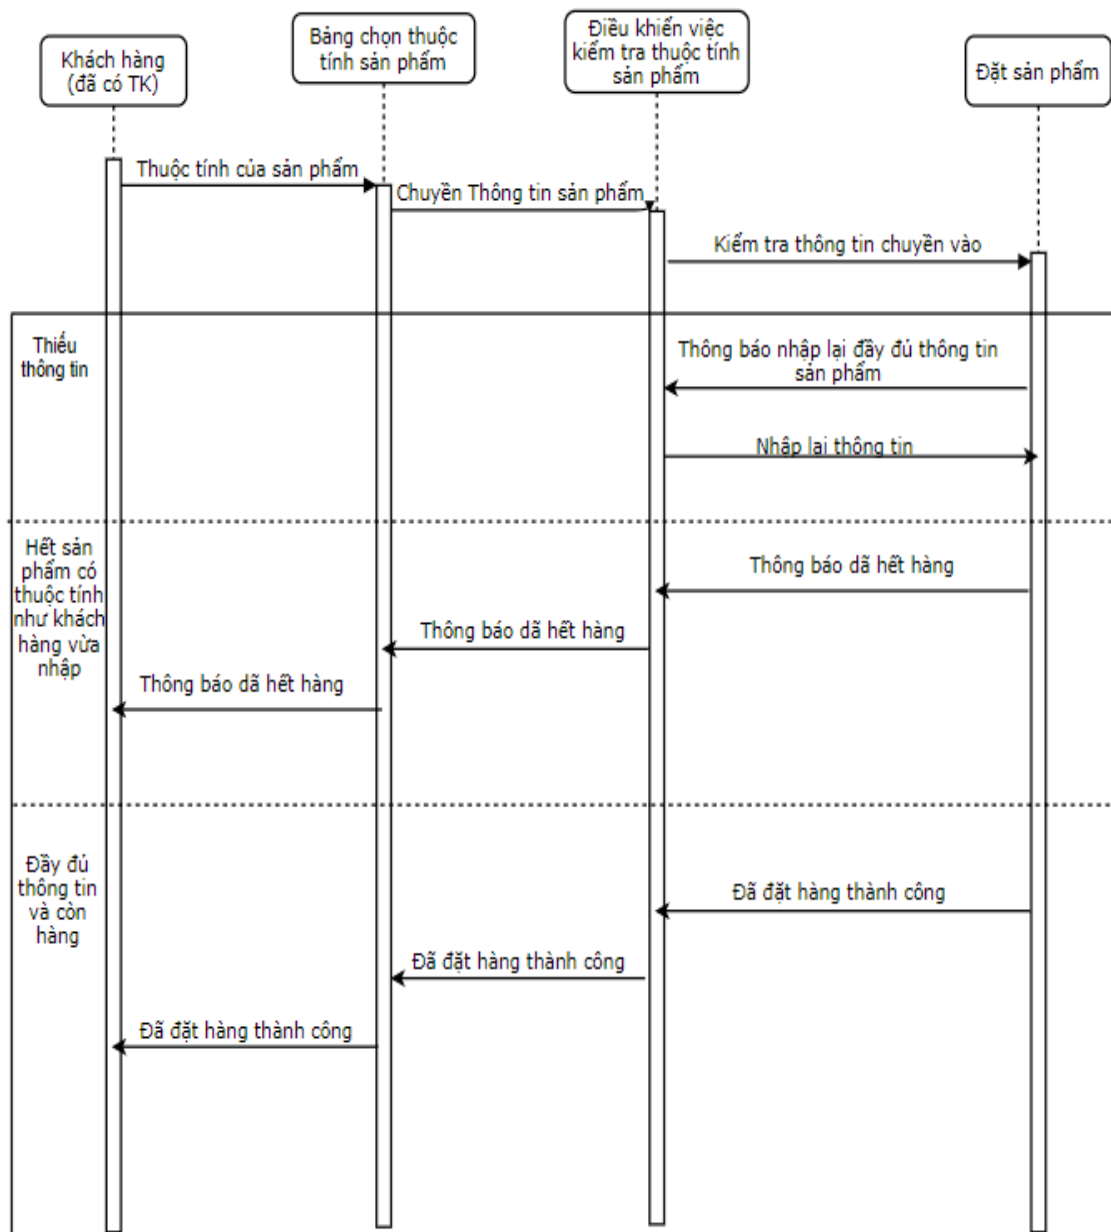 Khách hàng
(đã có TK)
Bảng chọn thuộc
tính sản phẩm
Điều khiển việc
kiểm tra thuộc tính
sản phẩm
Đặt sản phẩm
Thuộc tính của sản phẩm
Chuyền Thông tin sản phẩm
Kiểm tra thông tin chuyền vào
Thiếu
thông tin
Thông báo nhập lại đầy đủ thông tin
sản phẩm
Nhập lại thông tin
Hết sản
phẩm có
thuộc tính
như khách
hàng vừa
nhập
Thông báo dã hết hàng
Thông báo dã hết hàng
Thông báo dã hết hàng
Đầy đủ
thông tin
và còn
hàng
Đã đặt hàng thành công
Đã đặt hàng thành công
Đã đặt hàng thành công